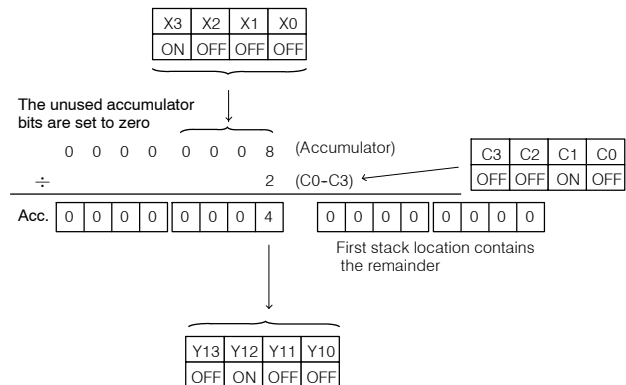 X3 X2 X1 X0
ON OFF OFF OFF
The unused accumulator
bits are set to zero
0 0 0 0 0 0 0 8 (Accumulator)
÷ 2 (C0-C3)
C3 C2 C1 C0
OFF OFF ON OFF
Acc. 0 0 0 0 0 0 0 4 0 0 0 0 0 0 0 0
First stack location contains
the remainder
Y13 Y12 Y11 Y10
OFF ON OFF OFF